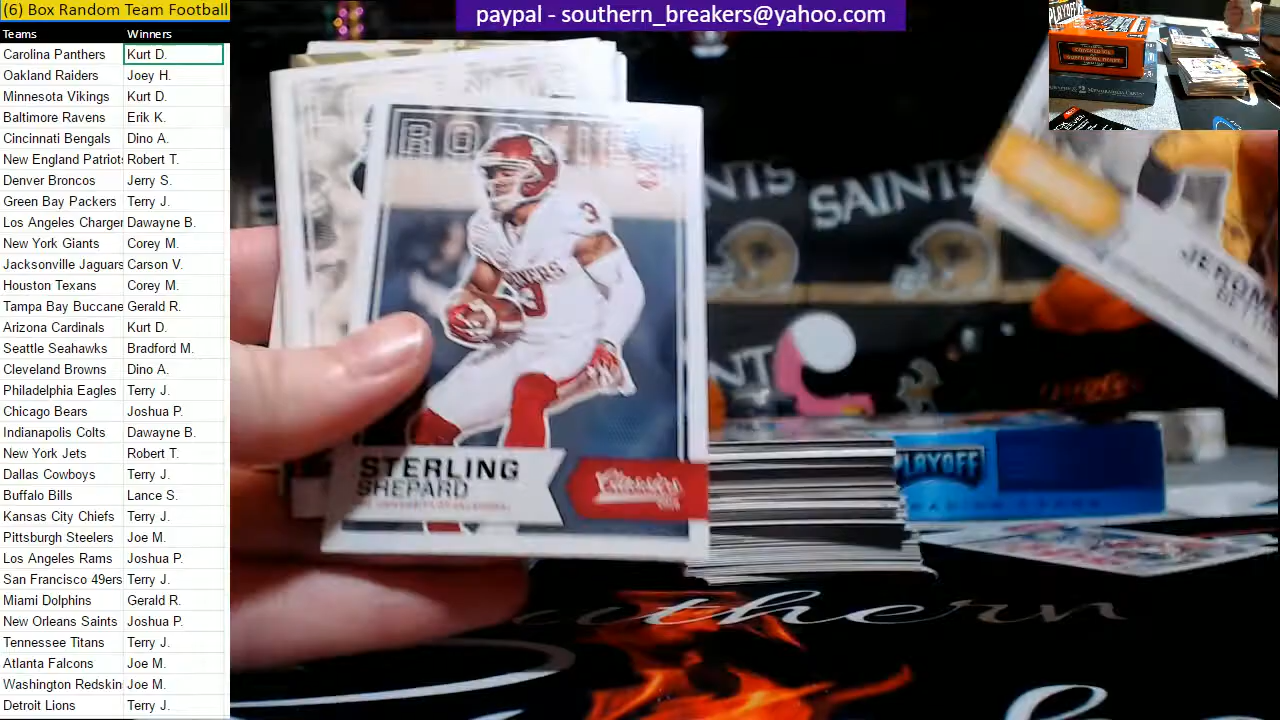 (6) Box Random Team Football
Teams Winners
Carolina Panthers Kurt D.
Oakland Raiders Joey H.
Minnesota Vikings Kurt D.
Baltimore Ravens Erik K.
Cincinnati Bengals Dino A.
New England Patriots Robert T.
Denver Broncos Jerry S.
Green Bay Packers Terry J.
Los Angeles Charger Dawayne B.
New York Giants Corey M.
Jacksonville Jaguars Carson V.
Houston Texans Corey M.
Tampa Bay Buccane Gerald R.
Arizona Cardinals Kurt D.
Seattle Seahawks Bradford M.
Cleveland Browns Dino A.
Philadelphia Eagles Terry J.
Chicago Bears Joshua P.
Indianapolis Colts Dawayne B.
New York Jets Robert T.
Dallas Cowboys Terry J.
Buffalo Bills Lance S.
Kansas City Chiefs Terry J.
Pittsburgh Steelers Joe M.
Los Angeles Rams Joshua P.
San Francisco 49ers Terry J.
Miami Dolphins Gerald R.
New Orleans Saints Joshua P.
Tennessee Titans Terry J.
Atlanta Falcons Joe M.
Washington Redskin Joe M.
Detroit Lions Terry J.
paypal - southern_breakers@yahoo.com
NTS SAINTS
JEROM
STERLING
SHEPARD
Classics
PLAYOFF